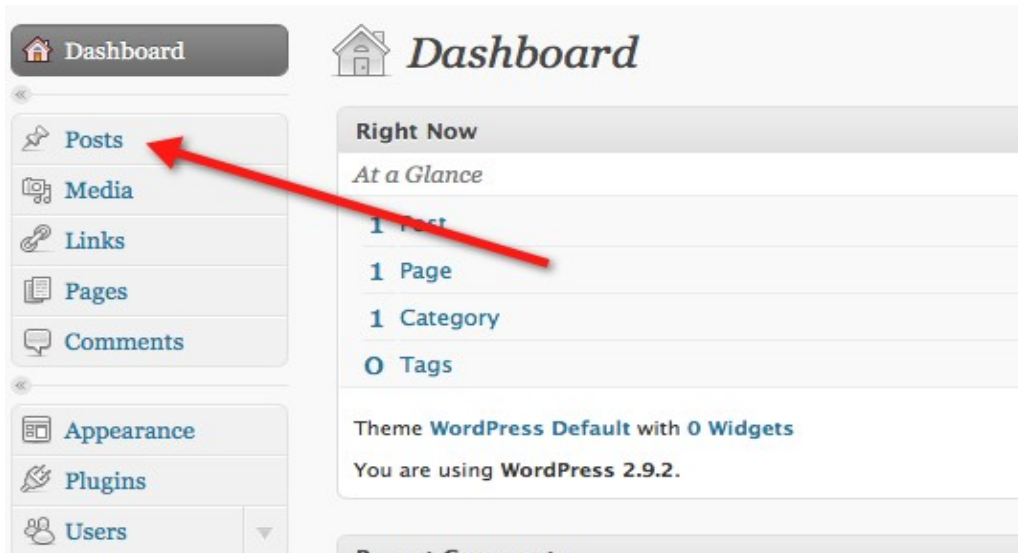 Dashboard
Posts
Media
Links
Pages
Comments
Appearance
Plugins
Users
Dashboard
Right Now
At a Glance
1 Post
1 Page
1 Category
0 Tags
Theme WordPress Default with 0 Widgets
You are using WordPress 2.9.2.